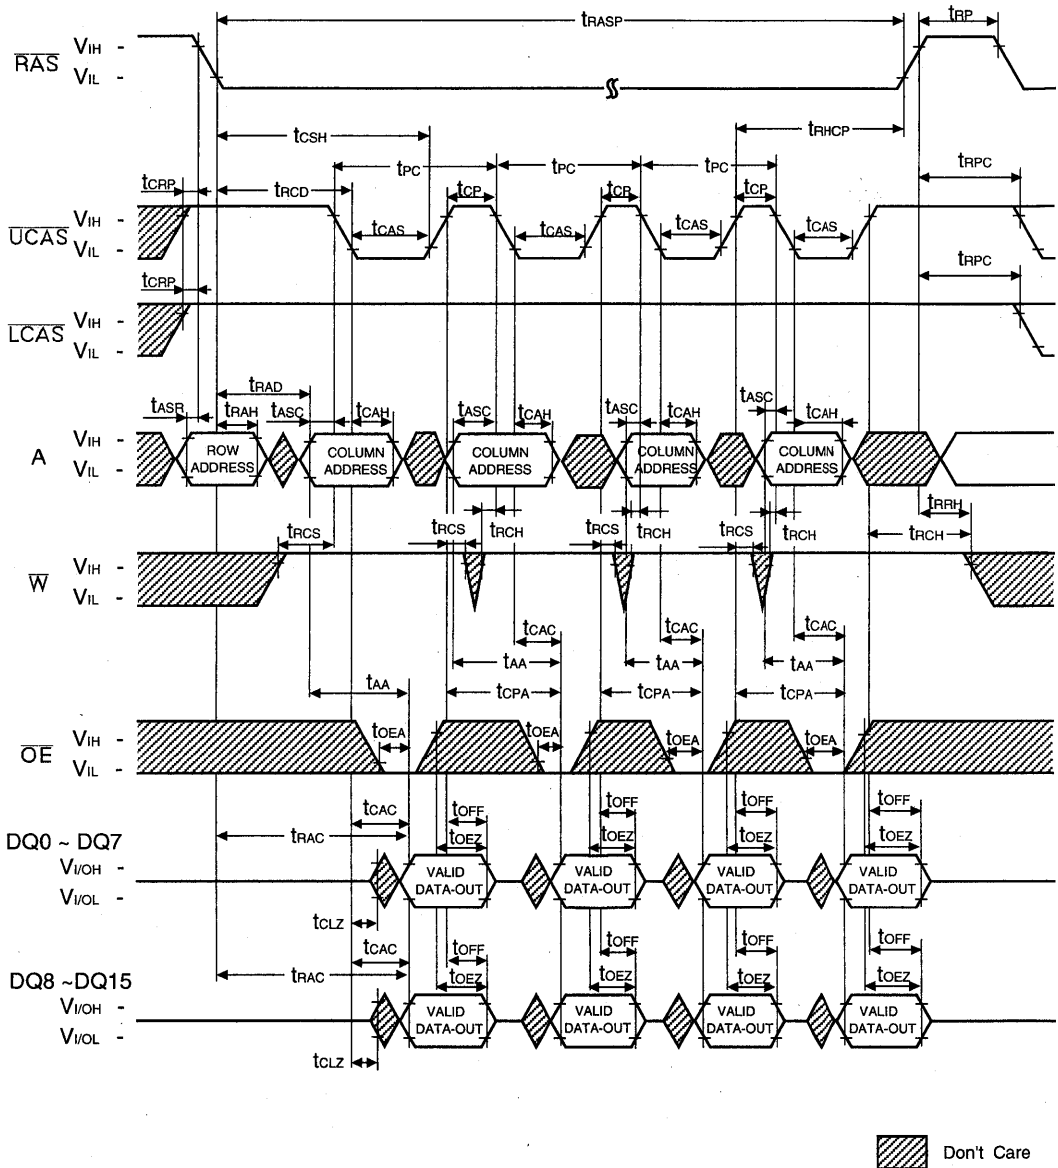 tRASP tRP
RAS VIH -
VIL -
tCSH tRHCP
tPC tPC tPC
tCRP tRCD tCP tCP tCP tRPC
UCAS VIH -
VIL -
tCAS tCAS tCAS tCAS
tCRP tRPC
LCAS VIH -
VIL -
tRAD
tASR tRAH tASC tCAH tASC tCAH tASC tCAH tASC tCAH
A VIH -
VIL -
ROW ADDRESS
COLUMN ADDRESS
COLUMN ADDRESS
COLUMN ADDRESS
COLUMN ADDRESS
tRRH
tRCS tRCS tRCH tRCS tRCH tRCS tRCH tRCH
W VIH -
VIL -
tCAC tCAC tCAC
tAA tAA tAA tAA
tCPA tCPA tCPA
OE VIH -
VIL -
tOEA tOEA tOEA tOEA
tCAC tOFF tOFF tOFF tOFF
tRAC tOEZ tOEZ tOEZ tOEZ
DQ0 ~ DQ7
VI/OH -
VI/OL -
VALID DATA-OUT
VALID DATA-OUT
VALID DATA-OUT
VALID DATA-OUT
tCLZ
tCAC tOFF tOFF tOFF tOFF
tRAC tOEZ tOEZ tOEZ tOEZ
DQ8 ~DQ15
VI/OH -
VI/OL -
VALID DATA-OUT
VALID DATA-OUT
VALID DATA-OUT
VALID DATA-OUT
tCLZ
Don't Care